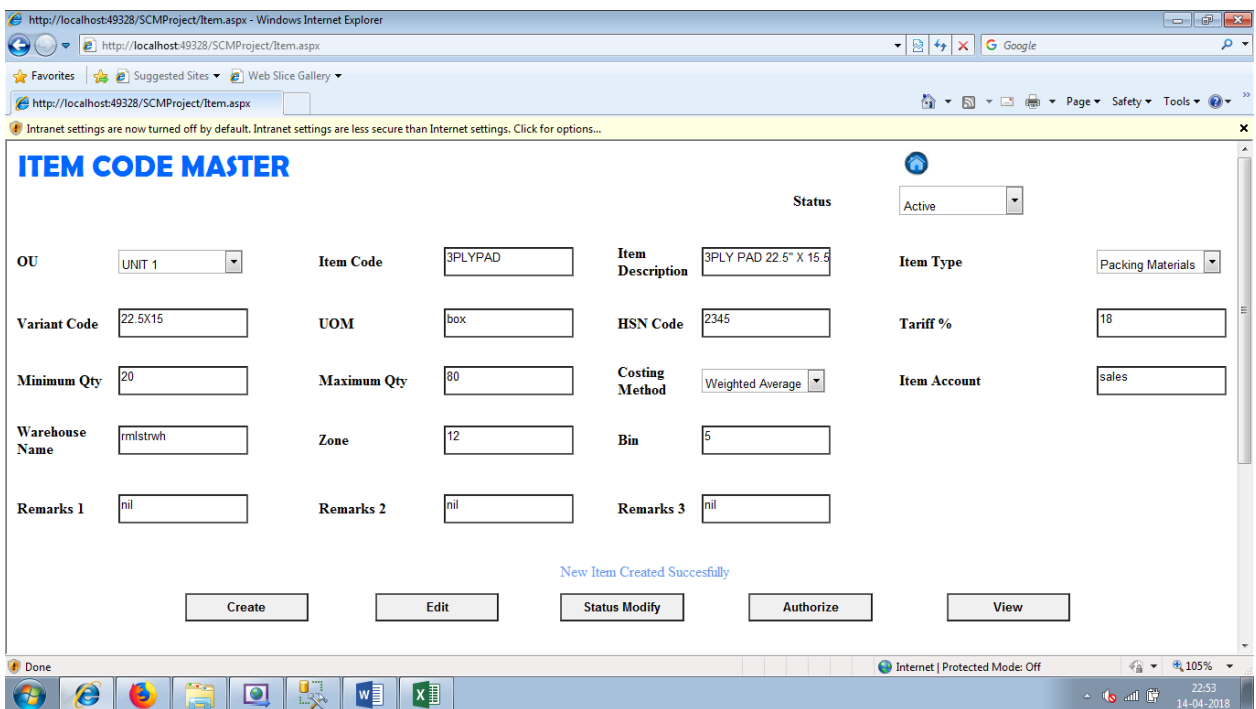 http://localhost:49328/SCMProject/Item.aspx - Windows Internet Explorer
http://localhost:49328/SCMProject/Item.aspx
Google
Favorites
Suggested Sites
Web Slice Gallery
http://localhost:49328/SCMProject/Item.aspx
Page Safety Tools
Intranet settings are now turned off by default. Intranet settings are less secure than Internet settings. Click for options...
ITEM CODE MASTER
Status Active
OU UNIT 1 Item Code 3PLYPAD Item Description 3PLY PAD 22.5" X 15.5 Item Type Packing Materials
Variant Code 22.5X15 UOM box HSN Code 2345 Tariff % 18
Minimum Qty 20 Maximum Qty 80 Costing Method Weighted Average Item Account sales
Warehouse Name rmlstrwh Zone 12 Bin 5
Remarks 1 nil Remarks 2 nil Remarks 3 nil
New Item Created Succesfully
Create Edit Status Modify Authorize View
Done Internet | Protected Mode: Off 105%
22:53
14-04-2018